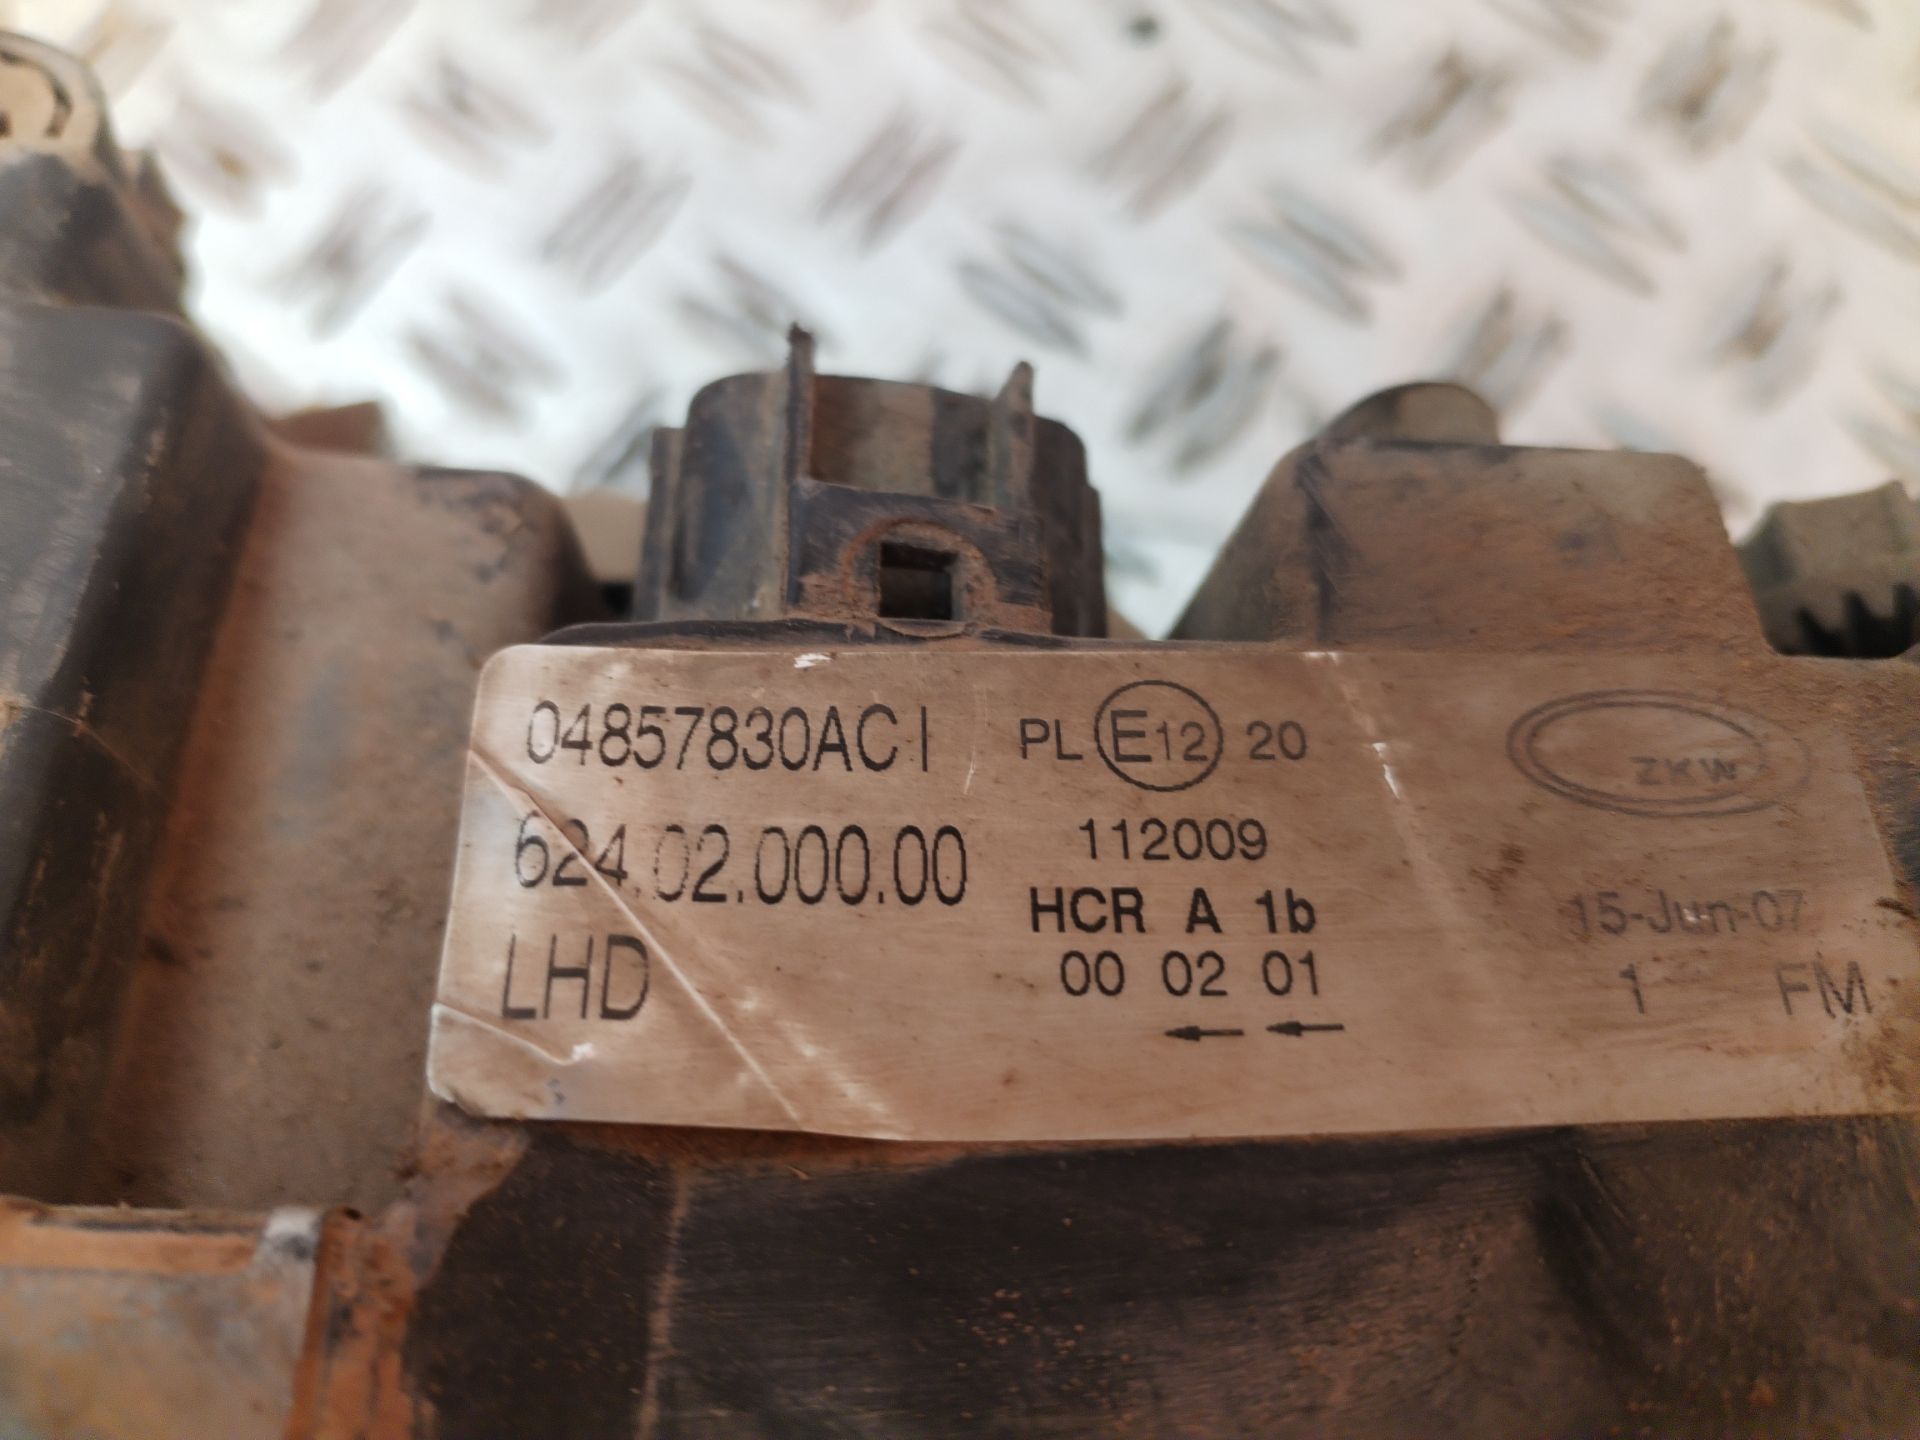 04857830AC I
624.02.000.00
LHD
PL E12 20
112009
HCR A 1b
00 02 01
← ←
ZKW
15-Jun-07
1 FM